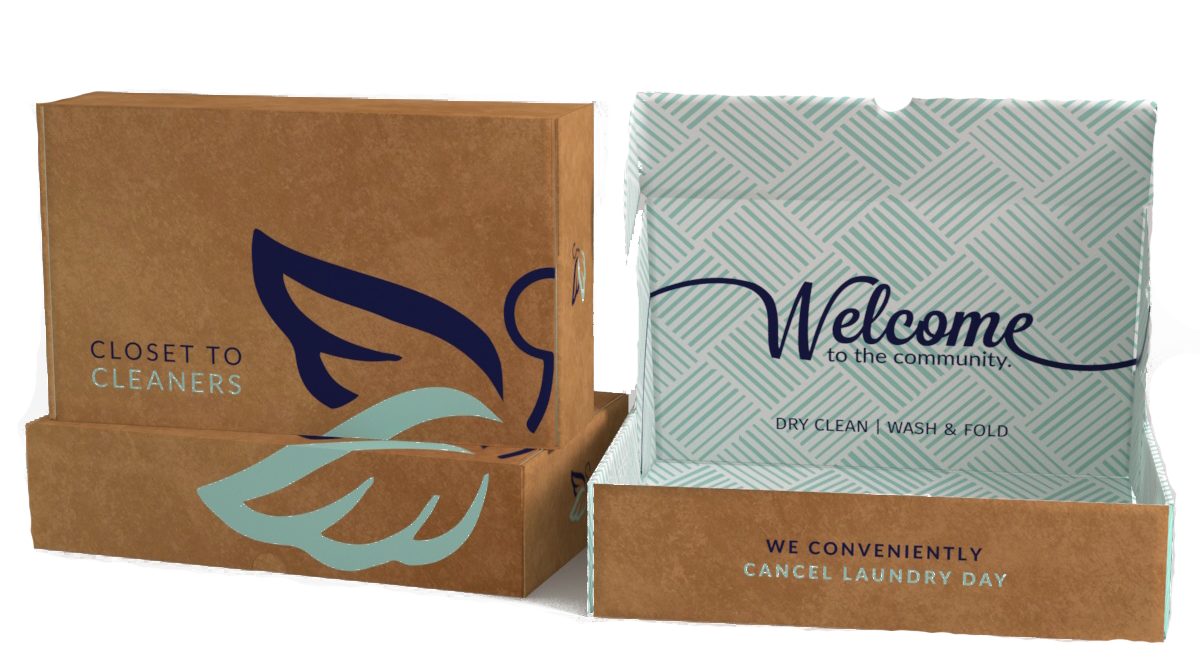 CLOSET TO
CLEANERS
Welcome
to the community.
DRY CLEAN | WASH & FOLD
WE CONVENIENTLY
CANCEL LAUNDRY DAY